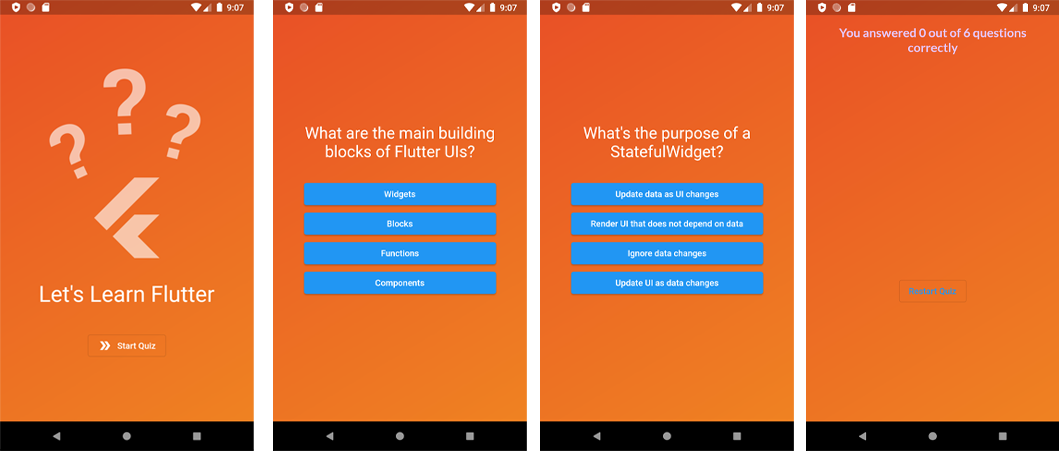 9:07
? ? ?
Let's Learn Flutter
Start Quiz
9:07
What are the main building
blocks of Flutter UIs?
Widgets
Blocks
Functions
Components
9:07
What's the purpose of a
StatefulWidget?
Update data as UI changes
Render UI that does not depend on data
Ignore data changes
Update UI as data changes
9:07
You answered 0 out of 6 questions
correctly
Restart Quiz